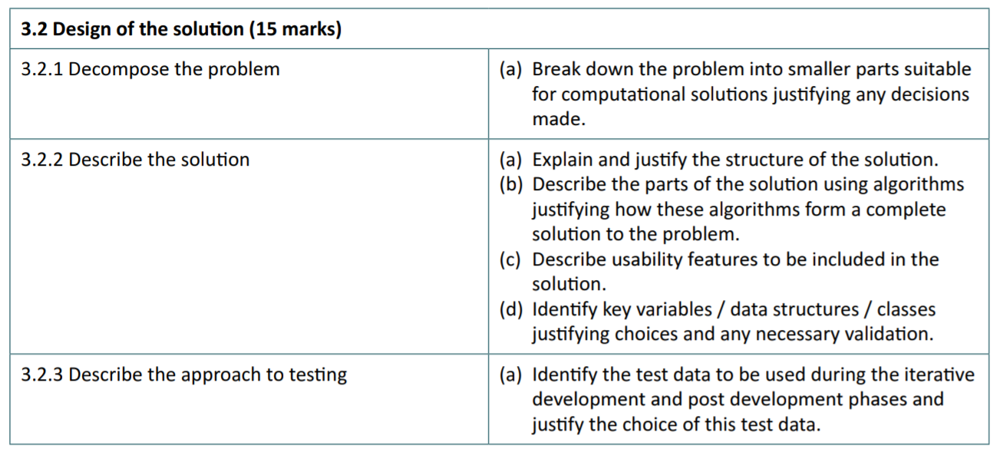 3.2 Design of the solution (15 marks)
3.2.1 Decompose the problem
(a) Break down the problem into smaller parts suitable
for computational solutions justifying any decisions
made.
3.2.2 Describe the solution
(a) Explain and justify the structure of the solution.
(b) Describe the parts of the solution using algorithms
justifying how these algorithms form a complete
solution to the problem.
(c) Describe usability features to be included in the
solution.
(d) Identify key variables / data structures / classes
justifying choices and any necessary validation.
3.2.3 Describe the approach to testing
(a) Identify the test data to be used during the iterative
development and post development phases and
justify the choice of this test data.